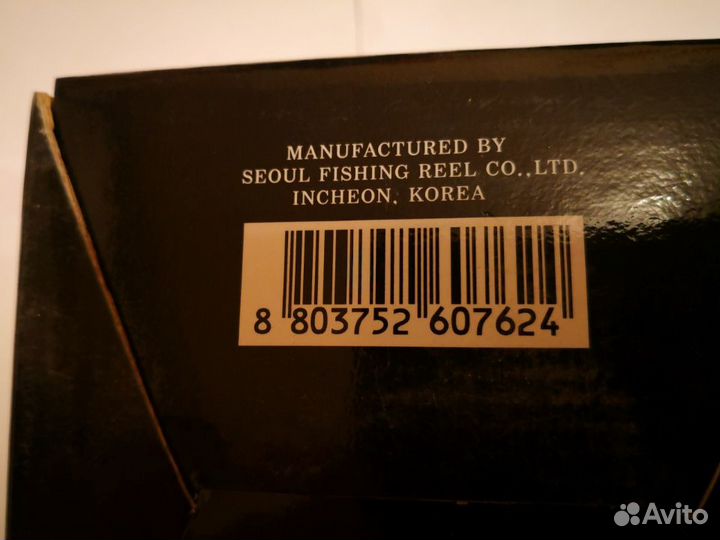 MANUFACTURED BY
SEOUL FISHING REEL CO.,LTD.
INCHEON, KOREA
8 803752 607624
Avito